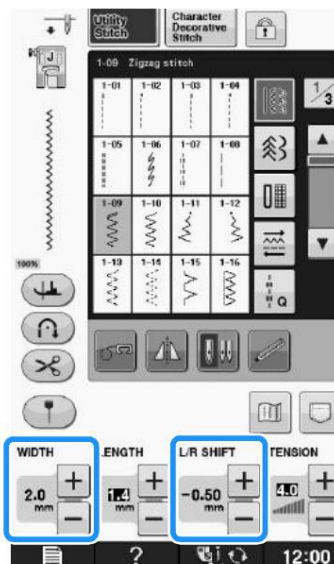 Utility Stitch
Character Decorative Stitch
1-09 Zigzag stitch
1/3
1-01 1-02 1-03 1-04
1-05 1-06 1-07 1-08
1-09 1-10 1-11 1-12
1-13 1-14 1-15 1-16
J
100%
Q
WIDTH LENGTH L/R SHIFT TENSION
2.0 mm + - 1.4 mm + - -0.50 mm + - 4.0 + -
? 12:00